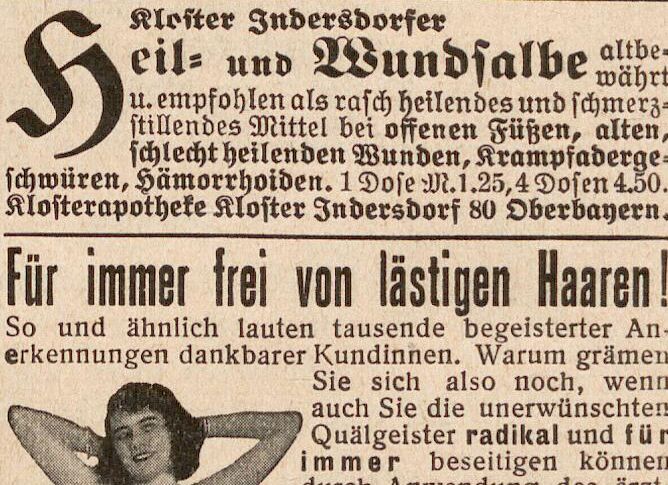 Kloster Indersdorfer
Heil- und Wundsalbe altbe-
währt
u. empfohlen als rasch heilendes und schmerz-
stillendes Mittel bei offenen Füßen, alten,
schlecht heilenden Wunden, Krampfaderge-
schwüren, Hämorrhoiden. 1 Dose M. 1.25, 4 Dosen 4.50.
Klosterapotheke Kloster Indersdorf 80 Oberbayern.
Für immer frei von lästigen Haaren!
So und ähnlich lauten tausende begeisterter An-
erkennungen dankbarer Kundinnen. Warum grämen
Sie sich also noch, wenn
auch Sie die unerwünschten
Quälgeister radikal und für
immer beseitigen können
durch Anwendung des